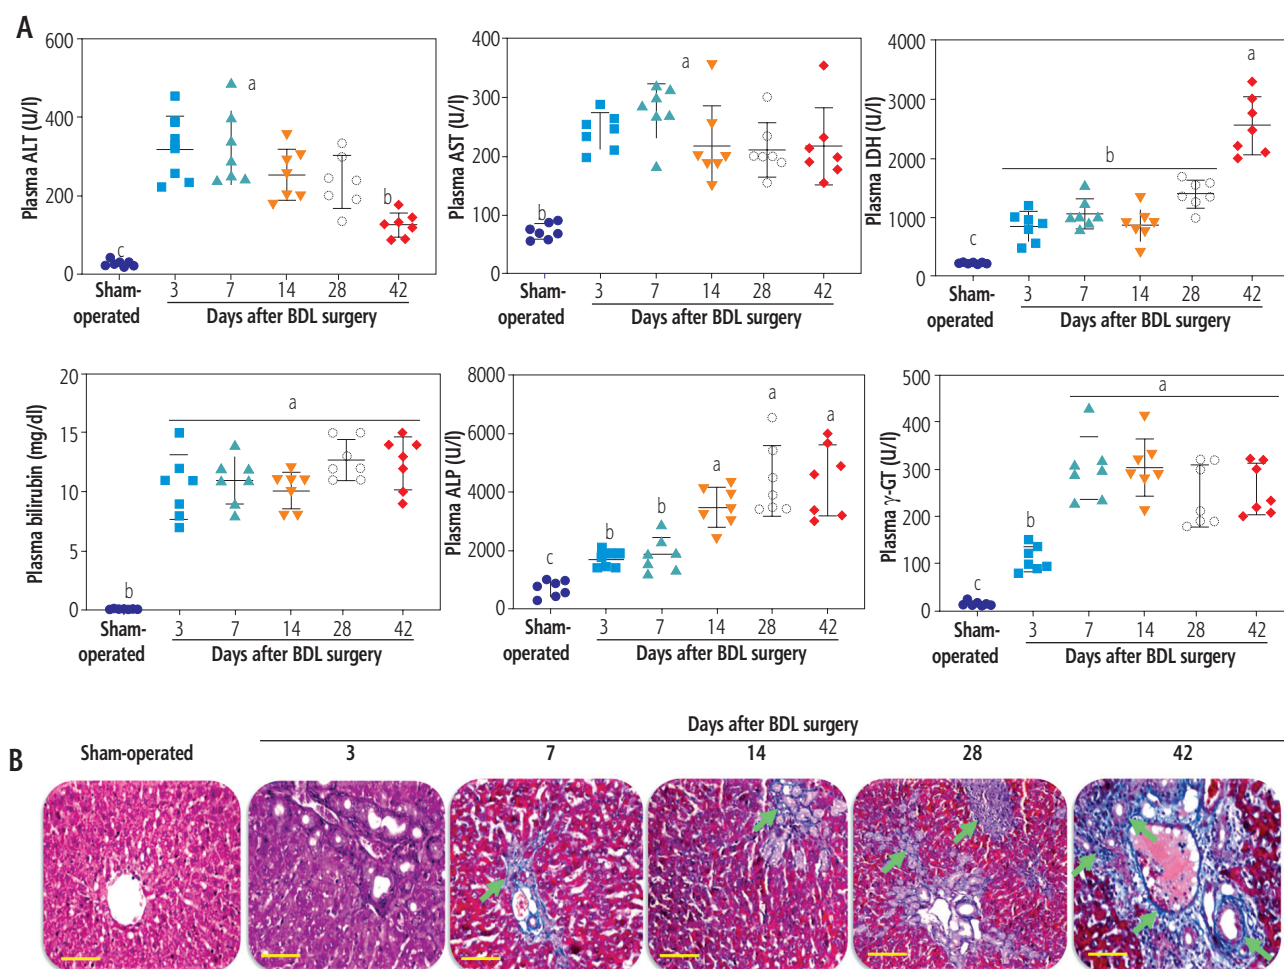 A
Plasma ALT (U/l)
600
400
200
0
a
b
c
Sham-
operated
3 7 14 28 42
Days after BDL surgery
Plasma AST (U/l)
400
300
200
100
0
a
b
Sham-
operated
3 7 14 28 42
Days after BDL surgery
Plasma LDH (U/l)
4000
3000
2000
1000
0
a
b
c
Sham-
operated
3 7 14 28 42
Days after BDL surgery
Plasma bilirubin (mg/dl)
20
15
10
5
0
a
b
Sham-
operated
3 7 14 28 42
Days after BDL surgery
Plasma ALP (U/l)
8000
6000
4000
2000
0
a
a
a
b
b
c
Sham-
operated
3 7 14 28 42
Days after BDL surgery
Plasma γ-GT (U/l)
500
400
300
200
100
0
a
b
c
Sham-
operated
3 7 14 28 42
Days after BDL surgery
B
Days after BDL surgery
Sham-operated 3 7 14 28 42